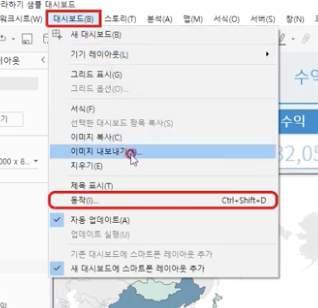 라하기 샘플 대시보드
워크시트(W) 대시보드(B) 스토리(T) 분석(A) 맵(M) 서식(O) 서버(S) 창(N)
새 대시보드(B)
기기 레이아웃(L)
그리드 표시(G)
그리드 옵션(O)...
서식(F)
선택한 대시보드 항목 복사(S)
이미지 복사(C)
이미지 내보내기
지우기(E)
제목 표시(T)
동작(I)... Ctrl+Shift+D
자동 업데이트(A)
업데이트 실행(U)
기존 대시보드에 스마트폰 레이아웃 추가
새 대시보드에 스마트폰 레이아웃 추가
아웃
기
000 x 8...
수익
수익
32,05